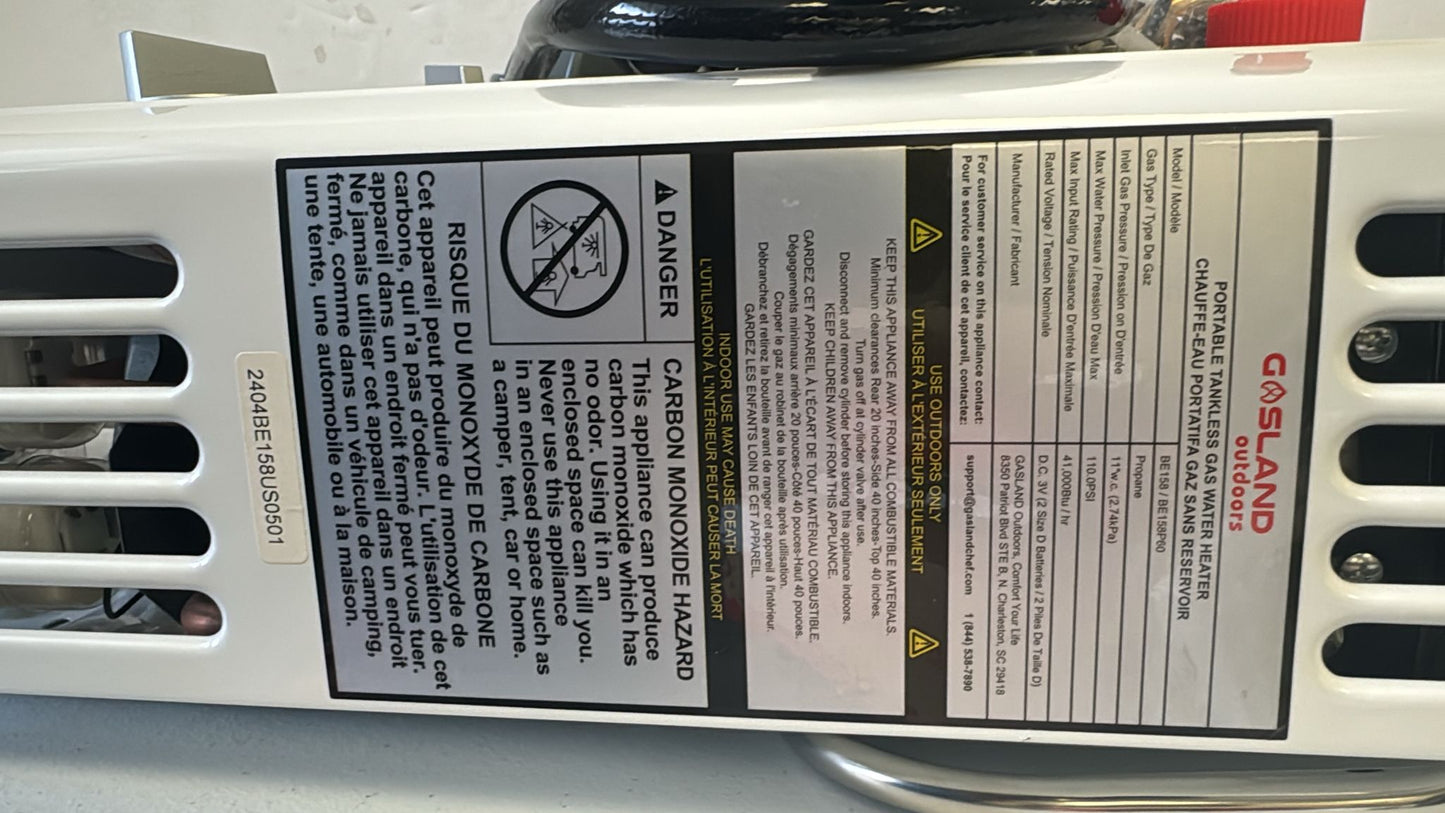 GASLAND
outdoors
PORTABLE TANKLESS GAS WATER HEATER
CHAUFFE-EAU PORTATIFA GAZ SANS RESERVOIR
Model / Modèle BE158 / BE158P60
Gas Type / Type De Gaz Propane
Inlet Gas Pressure / Pression on D'entrée 11"w.c. (2.74kPa)
Max Water Pressure / Pression D'eau Max 110.0PSI
Max Input Rating / Puissance D'entrée Maximale 41,000Btu / hr
Rated Voltage / Tension Nominale D.C. 3V (2 Size D Batteries / 2 Piles De Taille D)
Manufacturer / Fabricant GASLAND Outdoors, Comfort Your Life
8350 Patriot Blvd STE B, N. Charleston, SC 29418
For customer service on this appliance contact:
Pour le service client de cet appareil, contactez: support@gaslandchef.com 1 (844) 538-7890
USE OUTDOORS ONLY
UTILISER À L'EXTÉRIEUR SEULEMENT
KEEP THIS APPLIANCE AWAY FROM ALL COMBUSTIBLE MATERIALS.
Minimum clearances Rear 20 inches-Side 40 inches-Top 40 inches.
Turn gas off at cylinder valve after use.
Disconnect and remove cylinder before storing this appliance indoors.
KEEP CHILDREN AWAY FROM THIS APPLIANCE.
GARDEZ CET APPAREIL À L'ÉCART DE TOUT MATÉRIAU COMBUSTIBLE.
Dégagements minimaux arrière 20 pouces-Côté 40 pouces-Haut 40 pouces.
Couper le gaz au robinet de la bouteille après utilisation.
Débranchez et retirez la bouteille avant de ranger cet appareil à l'intérieur.
GARDEZ LES ENFANTS LOIN DE CET APPAREIL.
INDOOR USE MAY CAUSE DEATH
L'UTILISATION À L'INTÉRIEUR PEUT CAUSER LA MORT
DANGER
CARBON MONOXIDE HAZARD
This appliance can produce
carbon monoxide which has
no odor. Using it in an
enclosed space can kill you.
Never use this appliance
in an enclosed space such as
a camper, tent, car or home.
RISQUE DU MONOXYDE DE CARBONE
Cet appareil peut produire du monoxyde de
carbone, qui n'a pas d'odeur. L'utilisation de cet
appareil dans un endroit fermé peut vous tuer.
Ne jamais utiliser cet appareil dans un endroit
fermé, comme dans un véhicule de camping,
une tente, une automobile ou à la maison.
2404BE158US0501